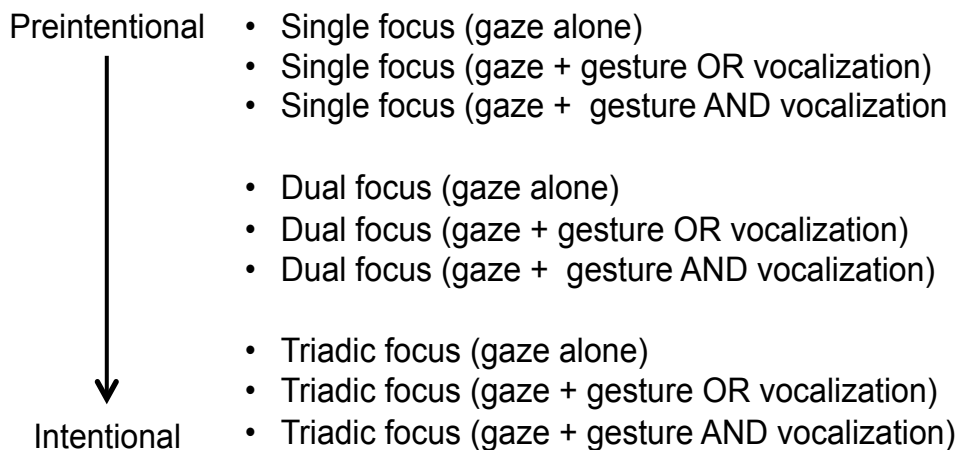 Preintentional • Single focus (gaze alone)
• Single focus (gaze + gesture OR vocalization)
• Single focus (gaze +  gesture AND vocalization
• Dual focus (gaze alone)
• Dual focus (gaze + gesture OR vocalization)
• Dual focus (gaze +  gesture AND vocalization)
• Triadic focus (gaze alone)
• Triadic focus (gaze + gesture OR vocalization)
Intentional • Triadic focus (gaze + gesture AND vocalization)